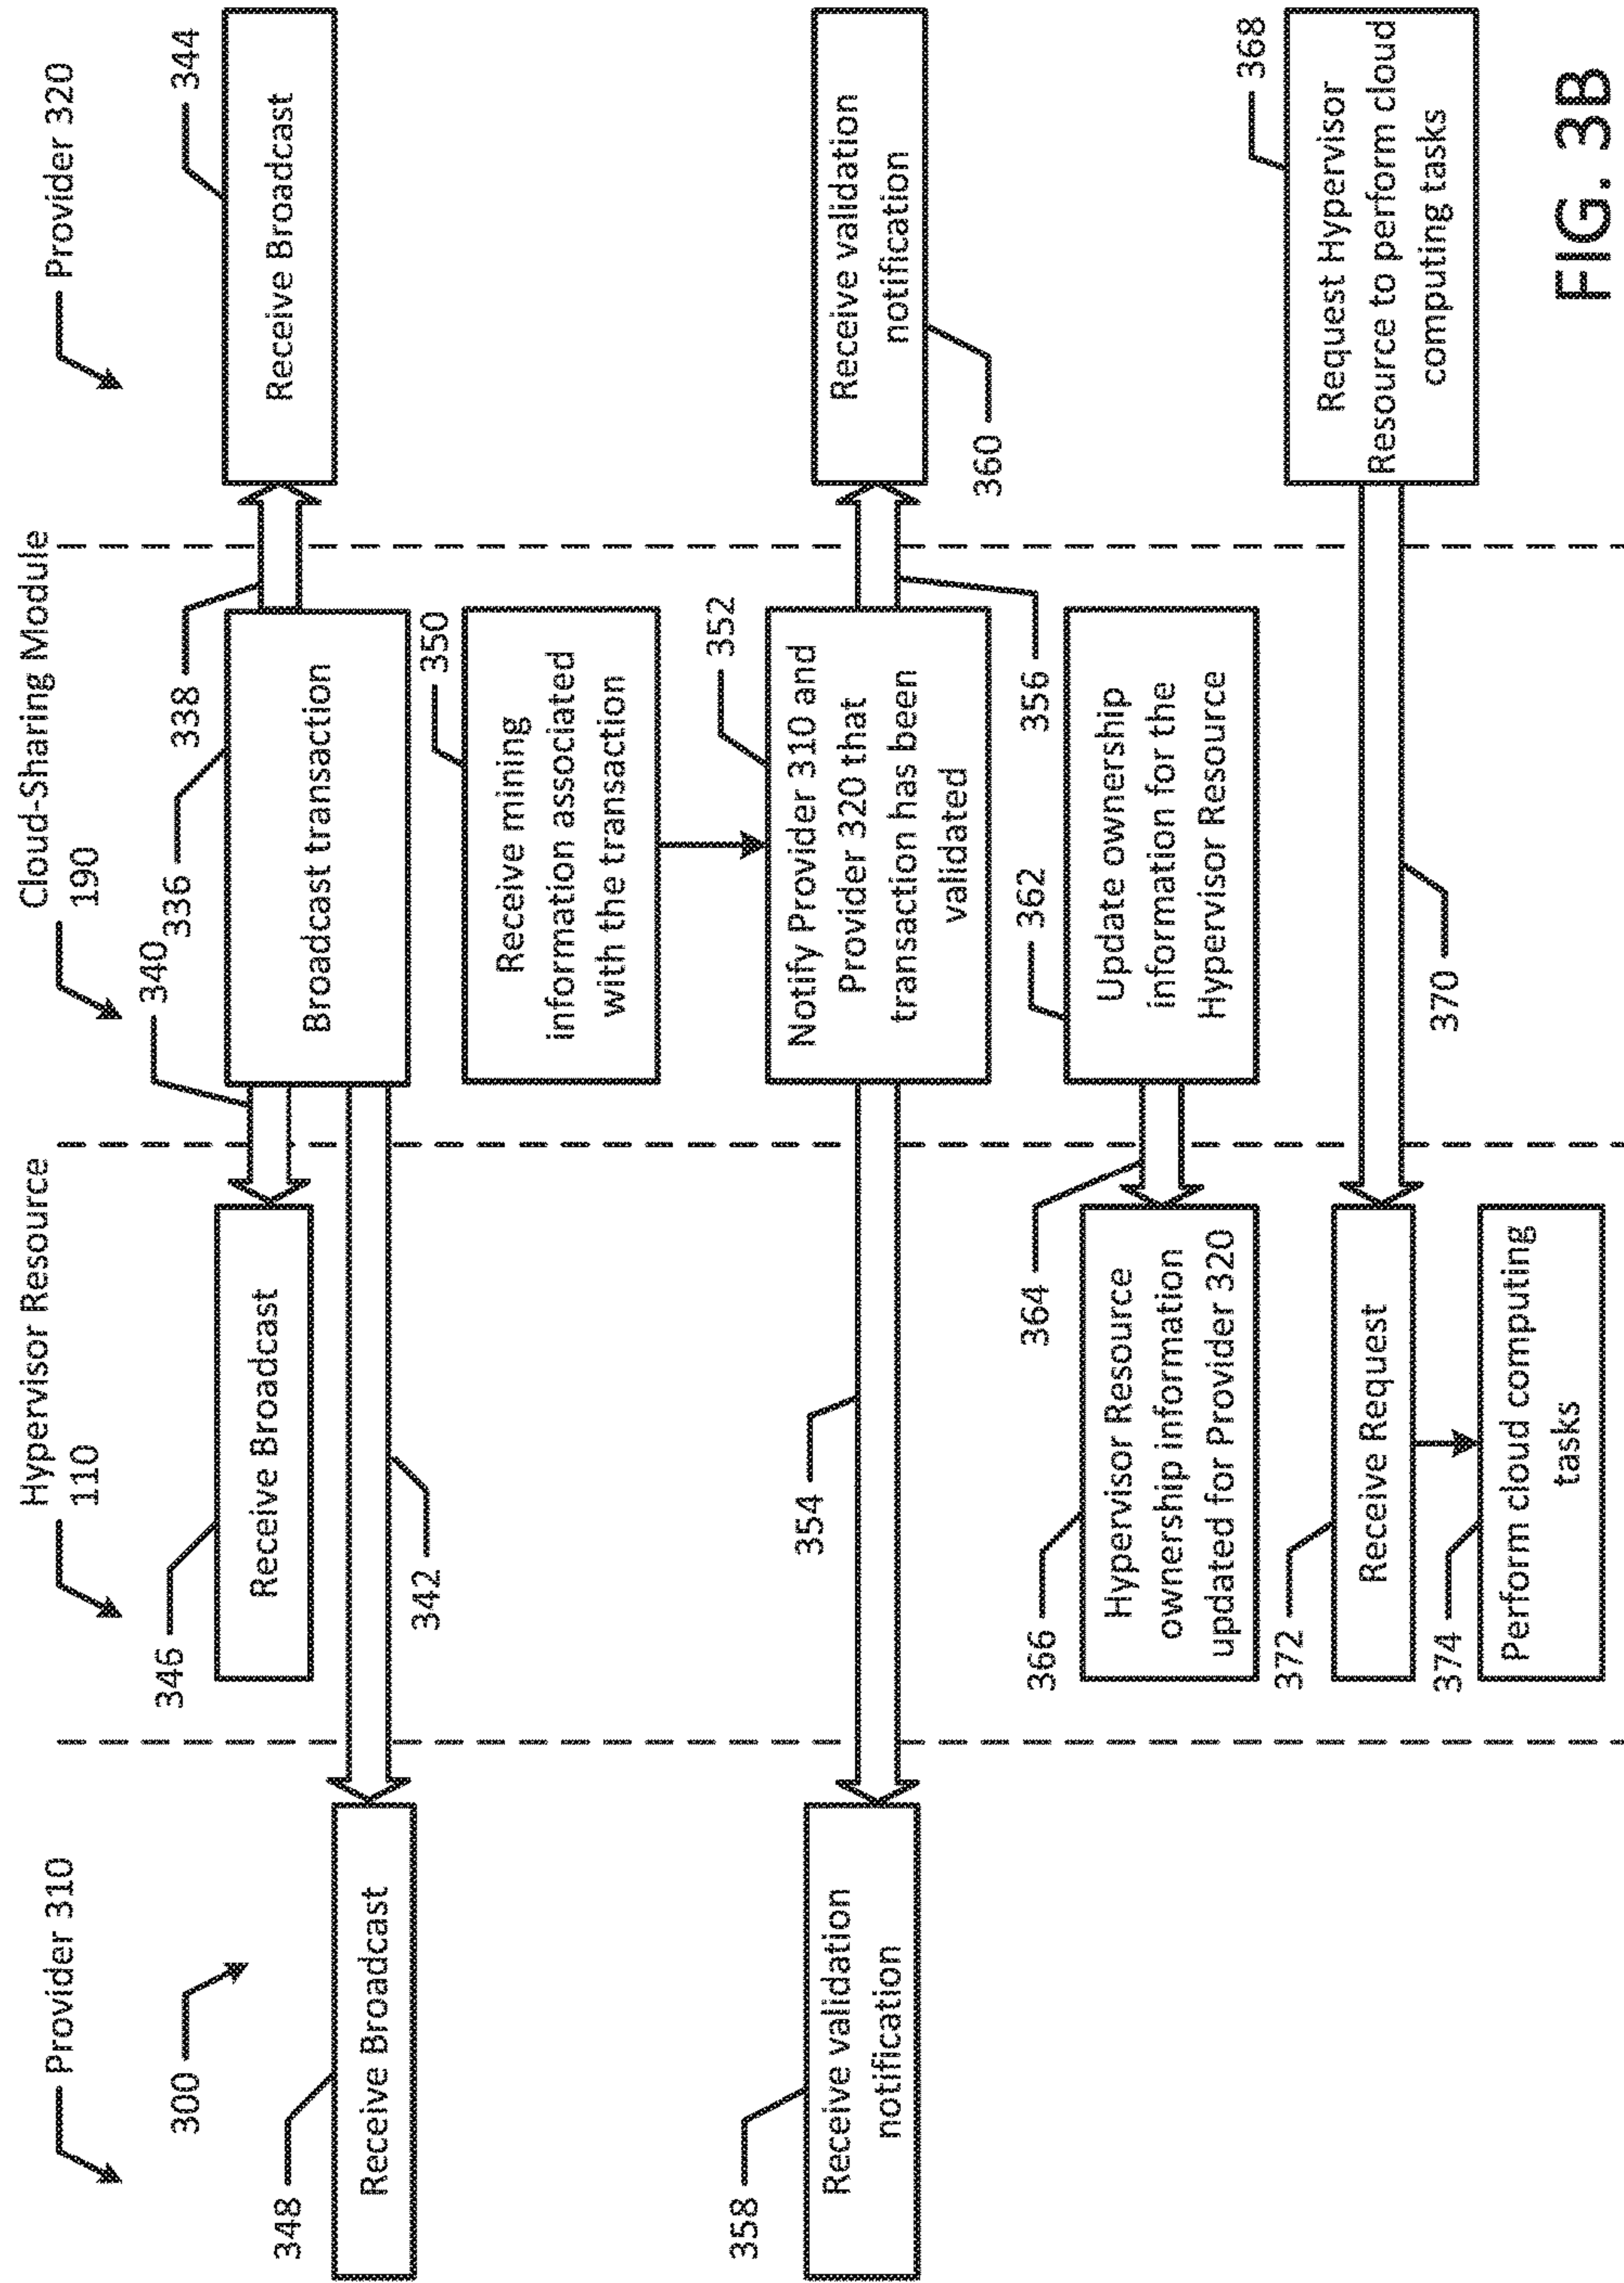 Provider 310
Hypervisor Resource
110
Cloud-Sharing Module
190
Provider 320
300
348
Receive Broadcast
346
Receive Broadcast
342
340
336
338
Broadcast transaction
344
Receive Broadcast
350
Receive mining
information associated
with the transaction
352
Notify Provider 310 and
Provider 320 that
transaction has been
validated
354
356
358
Receive validation
notification
Receive validation
notification
360
362
Update ownership
information for the
Hypervisor Resource
364
366
Hypervisor Resource
ownership information
updated for Provider 320
368
Request Hypervisor
Resource to perform cloud
computing tasks
370
372
Receive Request
374
Perform cloud computing
tasks
FIG. 3B